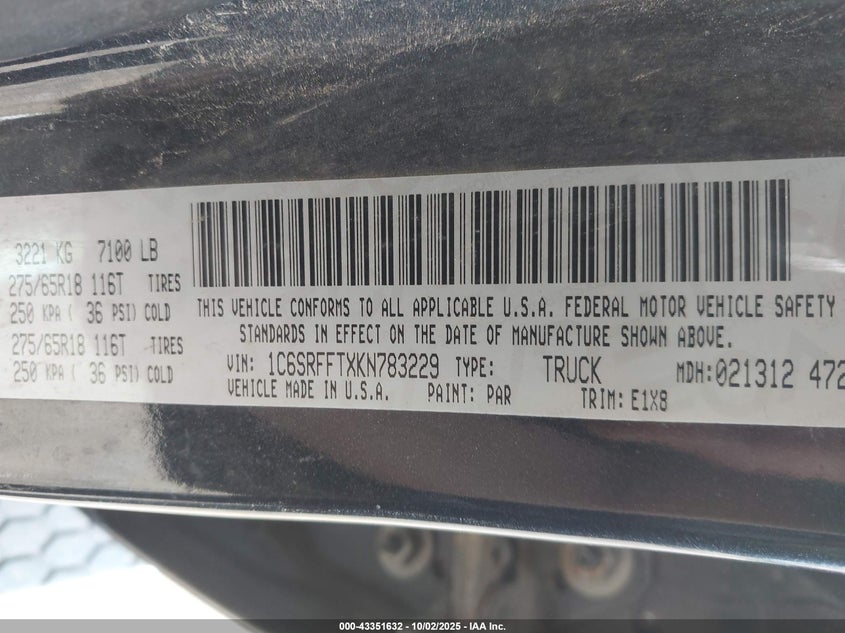 3221 KG 7100 LB
275/65R18 116T TIRES
250 KPA ( 36 PSI) COLD
275/65R18 116T TIRES
250 KPA ( 36 PSI) COLD
THIS VEHICLE CONFORMS TO ALL APPLICABLE U.S.A. FEDERAL MOTOR VEHICLE SAFETY
STANDARDS IN EFFECT ON THE DATE OF MANUFACTURE SHOWN ABOVE.
VIN: 1C6SRFFTXKN783229 TYPE: TRUCK MDH:021312 472
VEHICLE MADE IN U.S.A. PAINT: PAR TRIM: E1X8
000-43351632 - 10/02/2025 - IAA Inc.